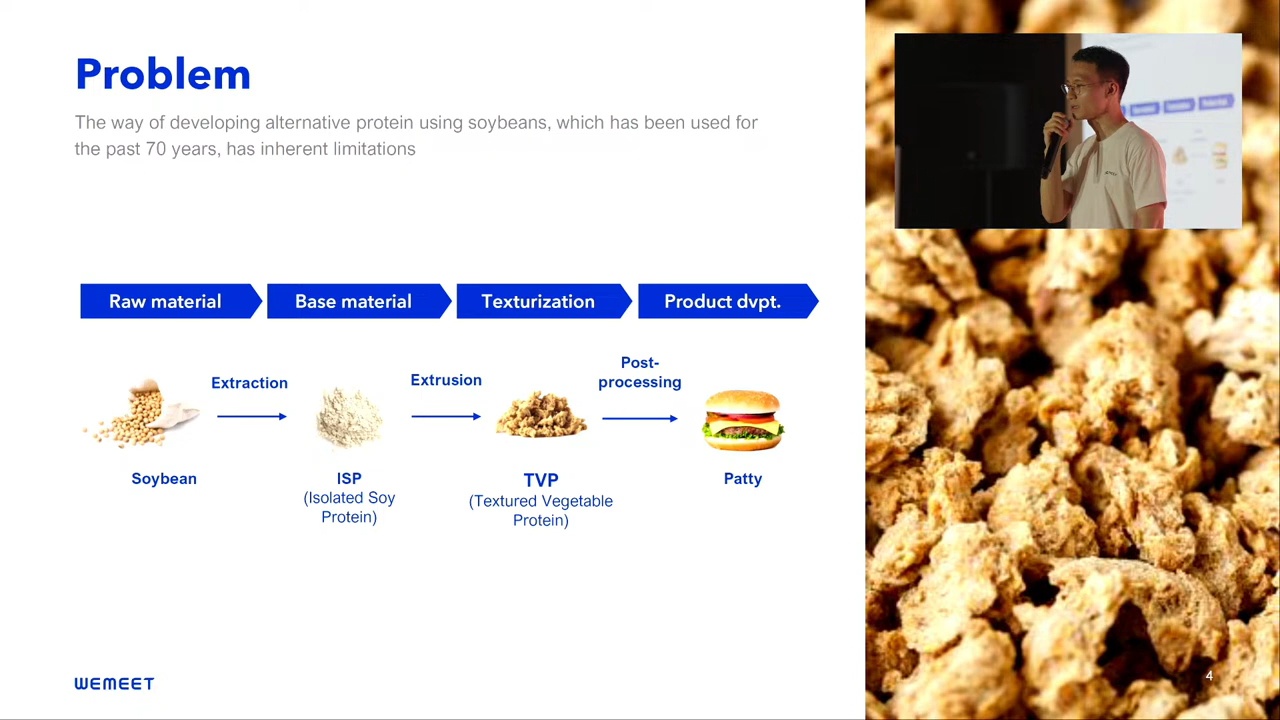 Problem
The way of developing alternative protein using soybeans, which has been used for
the past 70 years, has inherent limitations
Raw material
Base material
Texturization
Product dvpt.
Extraction
Extrusion
Post-
processing
Soybean
ISP
(Isolated Soy
Protein)
TVP
(Textured Vegetable
Protein)
Patty
WEMEET
4